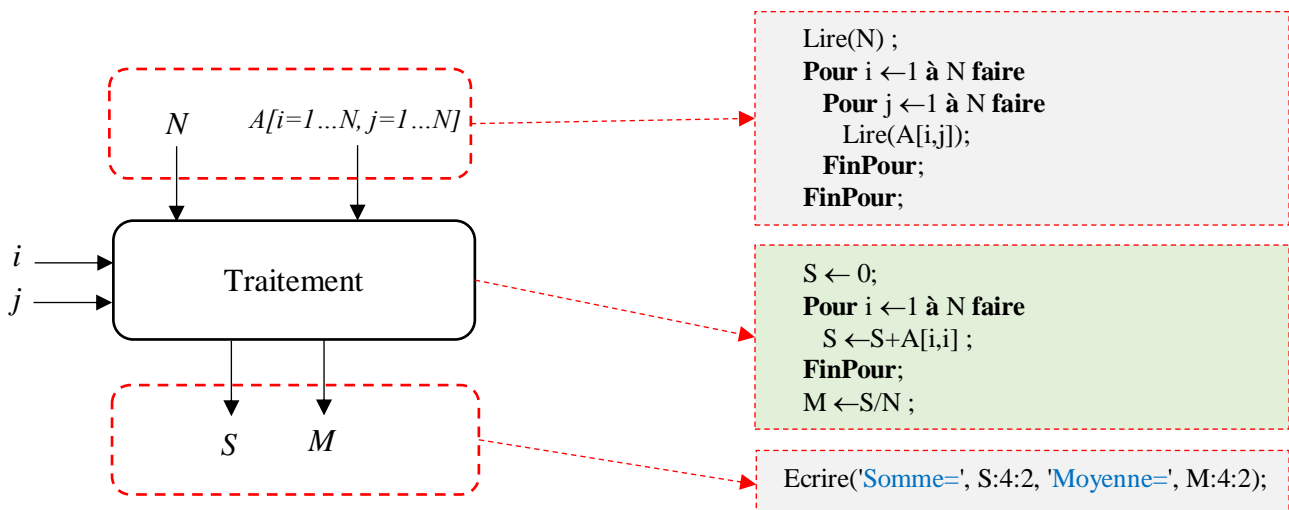 N
A[i=1…N, j=1…N]
i
j
Traitement
S
M
Lire(N) ;
Pour i ←1 à N faire
Pour j ←1 à N faire
Lire(A[i,j]);
FinPour;
FinPour;
S ← 0;
Pour i ←1 à N faire
S ←S+A[i,i] ;
FinPour;
M ←S/N ;
Ecrire('Somme=', S:4:2, 'Moyenne=', M:4:2);